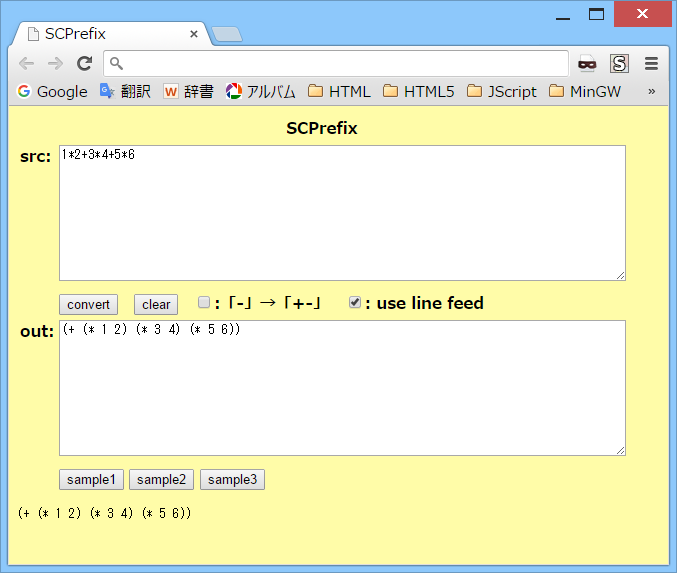 SCPrefix
Google 翻訳 辞書 アルバム HTML HTML5 JScript MinGW »
SCPrefix
src: 1*2+3*4+5*6
convert clear : 「-」→「+-」 : use line feed
out: (+ (* 1 2) (* 3 4) (* 5 6))
sample1 sample2 sample3
(+ (* 1 2) (* 3 4) (* 5 6))